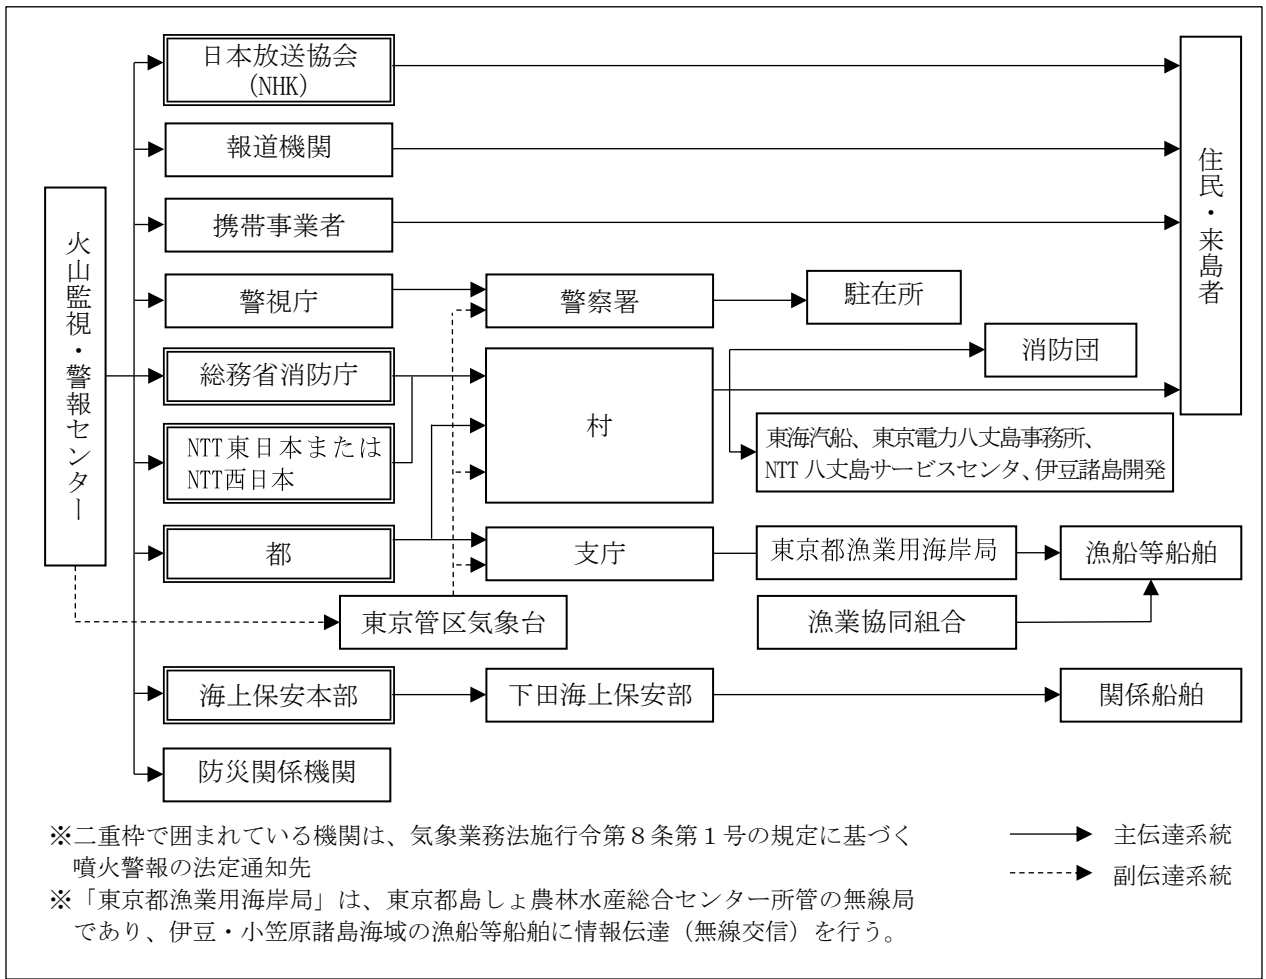 日本放送協会
(NHK)
報道機関
携帯事業者
警視庁
警察署
駐在所
総務省消防庁
消防団
NTT東日本または
NTT西日本
村
東海汽船、東京電力八丈島事務所、
NTT八丈島サービスセンタ、伊豆諸島開発
都
支庁
東京都漁業用海岸局
漁船等船舶
東京管区気象台
漁業協同組合
海上保安本部
下田海上保安部
関係船舶
防災関係機関
火山監視・警報センター
住民・来島者
※二重枠で囲まれている機関は、気象業務法施行令第8条第1号の規定に基づく
噴火警報の法定通知先
※「東京都漁業用海岸局」は、東京都島しょ農林水産総合センター所管の無線局
であり、伊豆・小笠原諸島海域の漁船等船舶に情報伝達（無線交信）を行う。
主伝達系統
副伝達系統